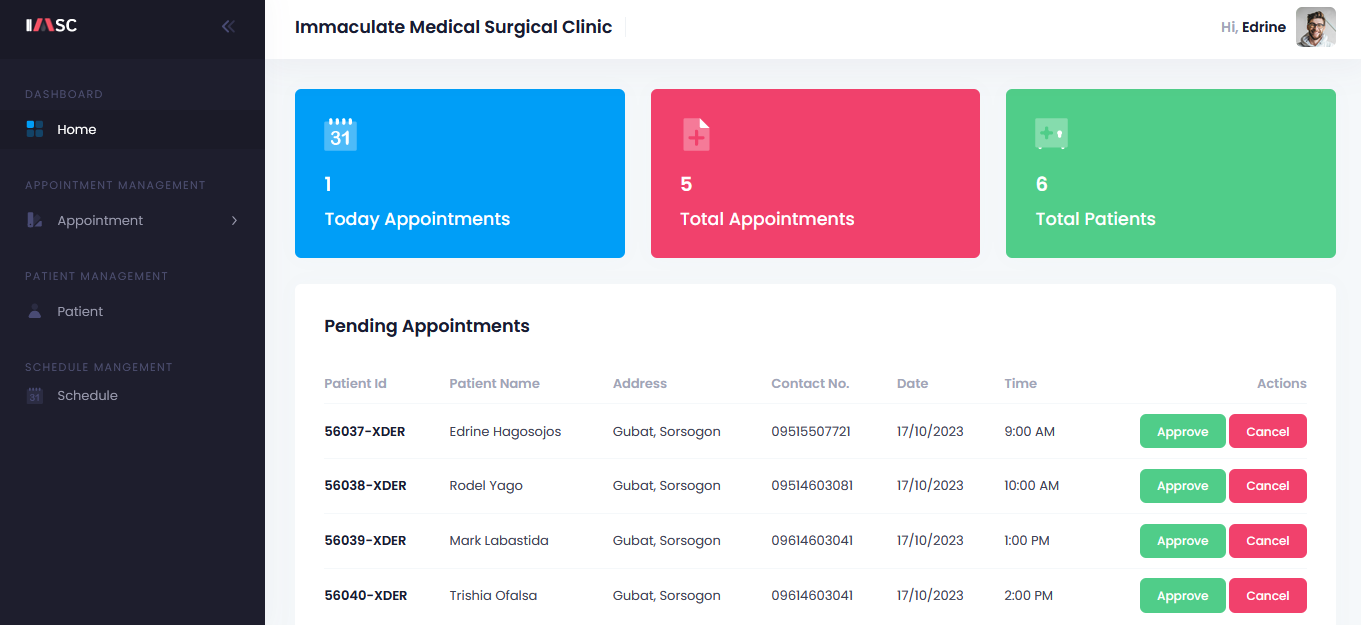 IMSC
Immaculate Medical Surgical Clinic
Hi, Edrine
DASHBOARD
Home
APPOINTMENT MANAGEMENT
Appointment
PATIENT MANAGEMENT
Patient
SCHEDULE MANGEMENT
31
Schedule
31
1
Today Appointments
5
Total Appointments
6
Total Patients
Pending Appointments
Patient Id Patient Name Address Contact No. Date Time Actions
56037-XDER Edrine Hagosojos Gubat, Sorsogon 09515507721 17/10/2023 9:00 AM Approve Cancel
56038-XDER Rodel Yago Gubat, Sorsogon 09514603081 17/10/2023 10:00 AM Approve Cancel
56039-XDER Mark Labastida Gubat, Sorsogon 09614603041 17/10/2023 1:00 PM Approve Cancel
56040-XDER Trishia Ofalsa Gubat, Sorsogon 09614603041 17/10/2023 2:00 PM Approve Cancel